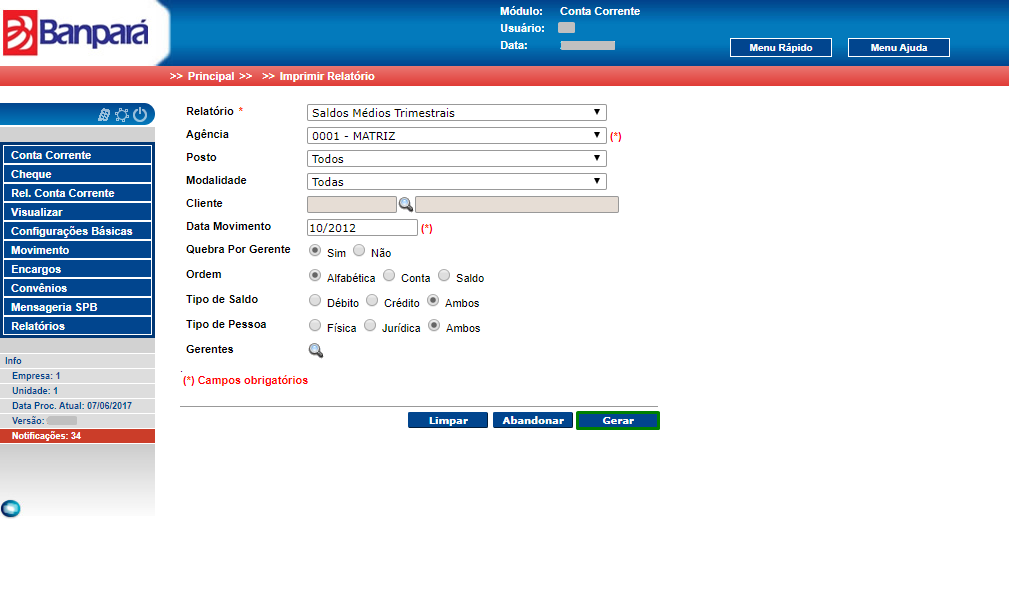 Banpará
Módulo: Conta Corrente
Usuário:
Data:
Menu Rápido
Menu Ajuda
>> Principal >> >> Imprimir Relatório
Conta Corrente
Cheque
Rel. Conta Corrente
Visualizar
Configurações Básicas
Movimento
Encargos
Convênios
Mensageria SPB
Relatórios
Info
Empresa: 1
Unidade: 1
Data Proc. Atual: 07/06/2017
Versão:
Notificações: 34
Relatório * Saldos Médios Trimestrais
Agência 0001 - MATRIZ (*)
Posto Todos
Modalidade Todas
Cliente
Data Movimento 10/2012 (*)
Quebra Por Gerente Sim Não
Ordem Alfabética Conta Saldo
Tipo de Saldo Débito Crédito Ambos
Tipo de Pessoa Física Jurídica Ambos
Gerentes
(*) Campos obrigatórios
Limpar Abandonar Gerar